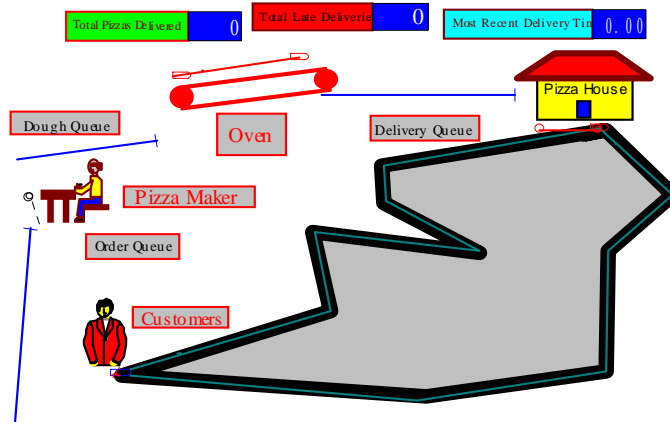 Total Pizzas Delivered
0
Total Late Deliverie
0
Most Recent Delivery Tim
0.00
Pizza House
Dough Queue
Oven
Delivery Queue
Pizza Maker
Order Queue
Customers